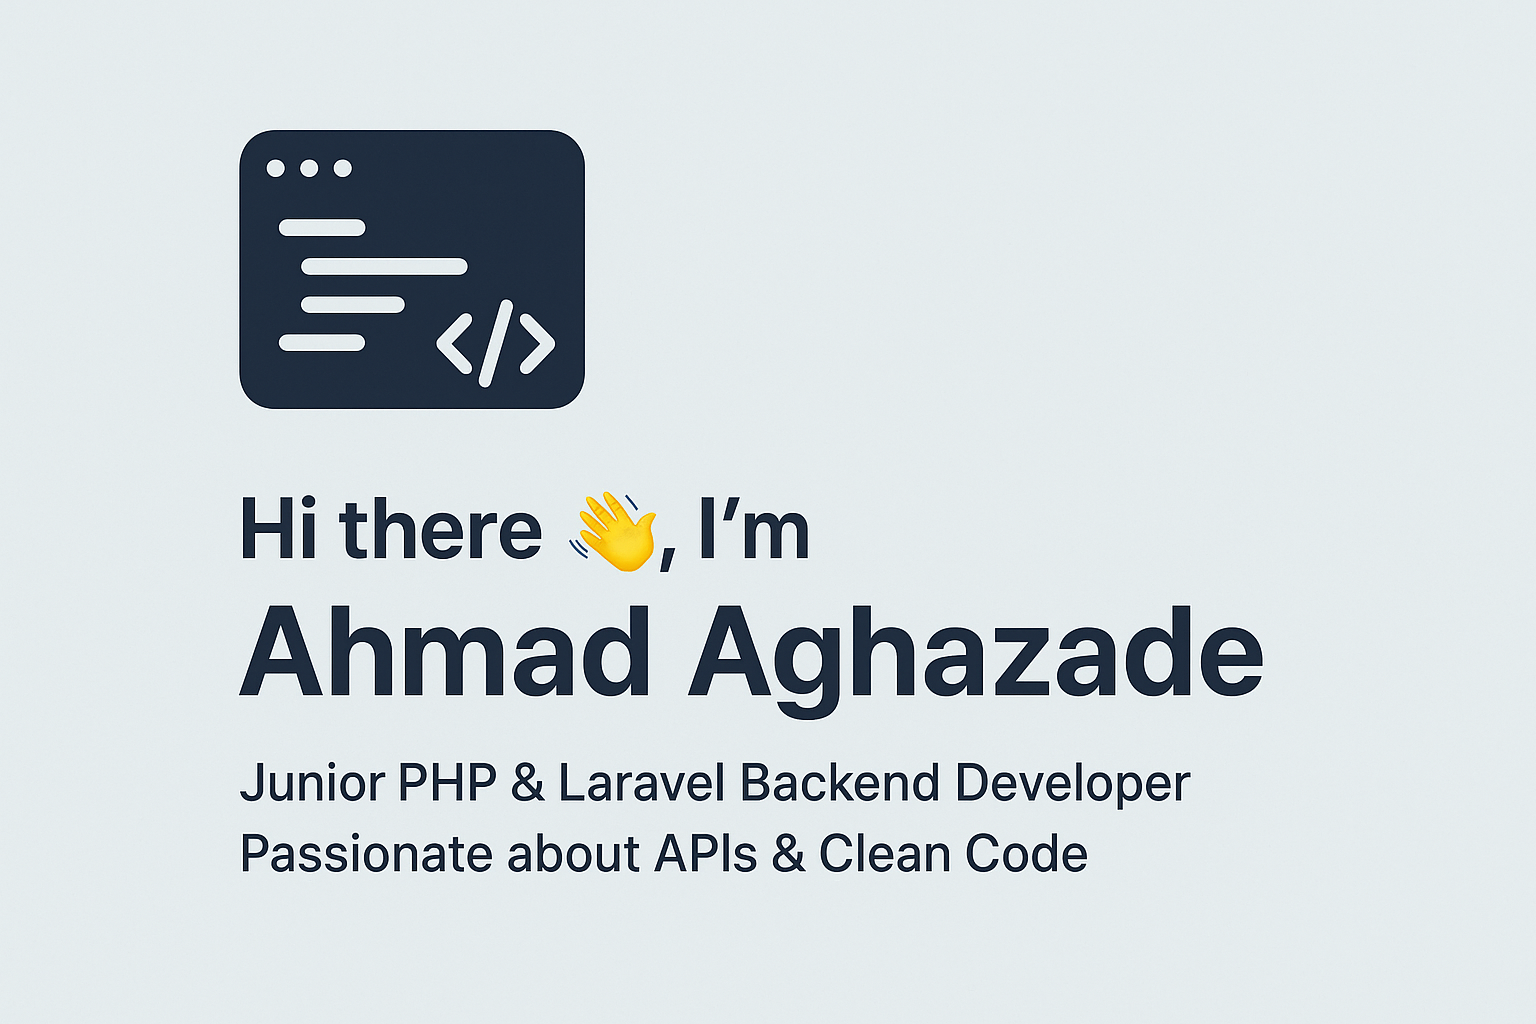 </>
Hi there 👋, I’m
Ahmad Aghazade
Junior PHP & Laravel Backend Developer
Passionate about APIs & Clean Code